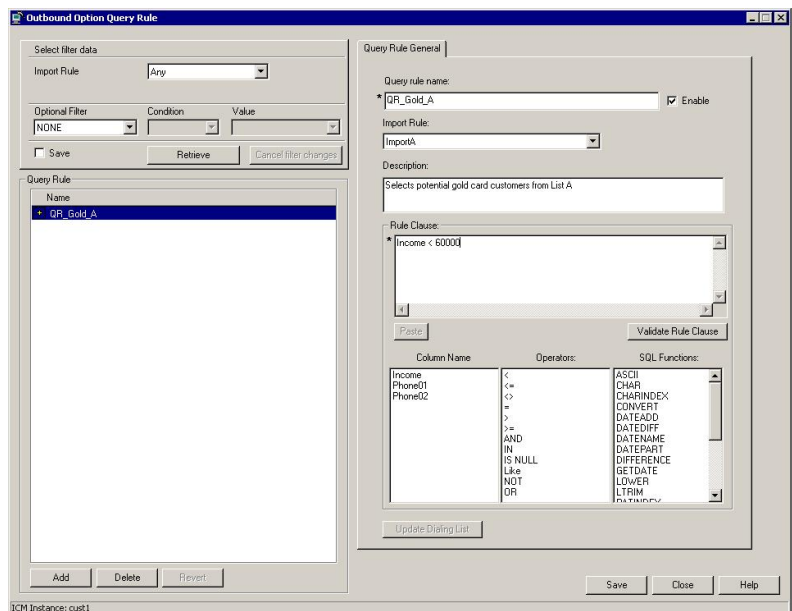 Outbound Option Query Rule
Select filter data
Import Rule
Any
Optional Filter
Condition
Value
NONE
Save
Retrieve
Cancel filter changes
Query Rule
Name
+ QR_Gold_A
Add
Delete
Revert
Query Rule General
Query rule name:
* QR_Gold_A
Enable
Import Rule:
ImportA
Description:
Selects potential gold card customers from List A
Rule Clause:
* Income < 60000
Paste
Validate Rule Clause
Column Name
Income
Phone01
Phone02
Operators:
<
<=
<>
=
>
>=
AND
IN
IS NULL
Like
NOT
OR
SQL Functions:
ASCII
CHAR
CHARINDEX
CONVERT
DATEADD
DATEDIFF
DATENAME
DATEPART
DIFFERENCE
GETDATE
LOWER
LTRIM
PATINDEX
Update Dialing List
Save
Close
Help
ICM Instance: cust1